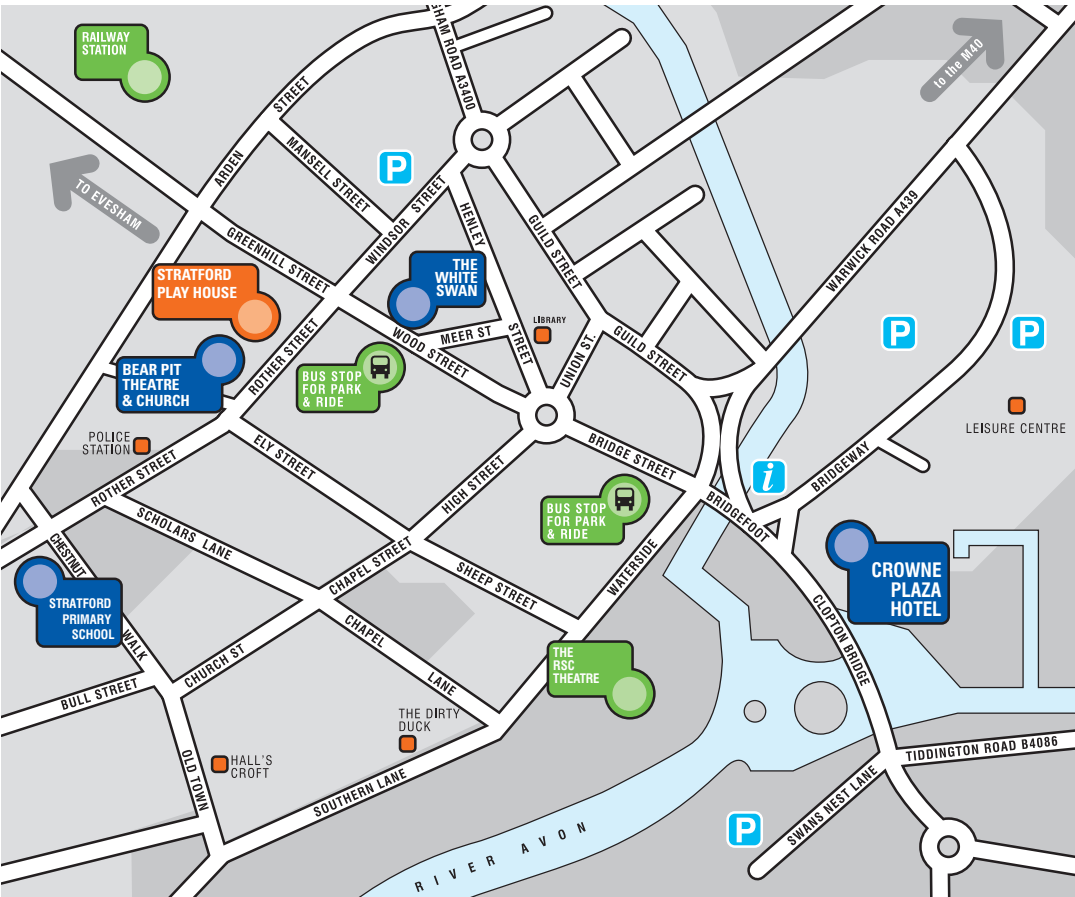 RAILWAY
STATION
GHAM ROAD A3400
to the M40
ARDEN
STREET
MANSELL STREET
P
WINDSOR STREET
HENLEY
STREET
GUILD STREET
WARWICK ROAD A439
TO EVESHAM
GREENHILL STREET
STRATFORD
PLAY HOUSE
THE
WHITE
SWAN
LIBRARY
MEER ST
WOOD STREET
UNION ST.
GUILD STREET
P
P
ROTHER STREET
BEAR PIT
THEATRE
& CHURCH
BUS STOP
FOR PARK
& RIDE
LEISURE CENTRE
POLICE
STATION
ELY STREET
BRIDGE STREET
HIGH STREET
i
BRIDGEWAY
ROTHER STREET
SCHOLARS LANE
BUS STOP
FOR PARK
& RIDE
BRIDGEFOOT
WATERSIDE
CHESTNUT
WALK
CHAPEL STREET
SHEEP STREET
CROWNE
PLAZA
HOTEL
STRATFORD
PRIMARY
SCHOOL
CLOPTON BRIDGE
CHURCH ST
CHAPEL
LANE
THE
RSC
THEATRE
BULL STREET
THE DIRTY
DUCK
OLD TOWN
HALL'S
CROFT
SOUTHERN LANE
TIDDINGTON ROAD B4086
SWANS NEST LANE
P
RIVER AVON